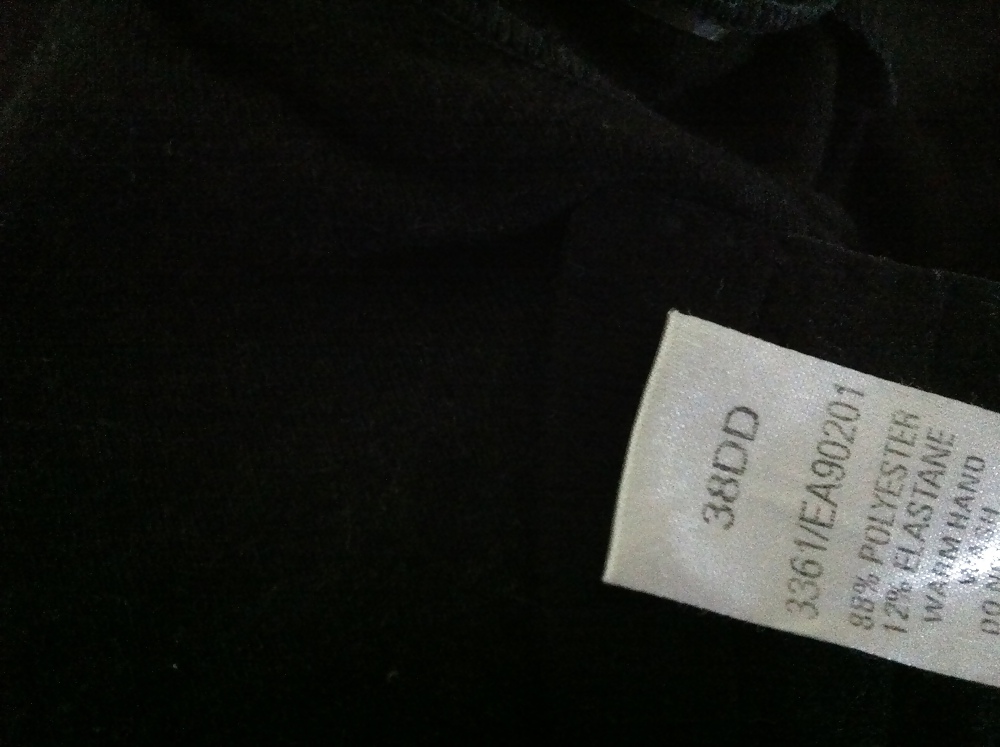 38DD
3361/EA90201
88% POLYESTER
12% ELASTANE
WARM HAND